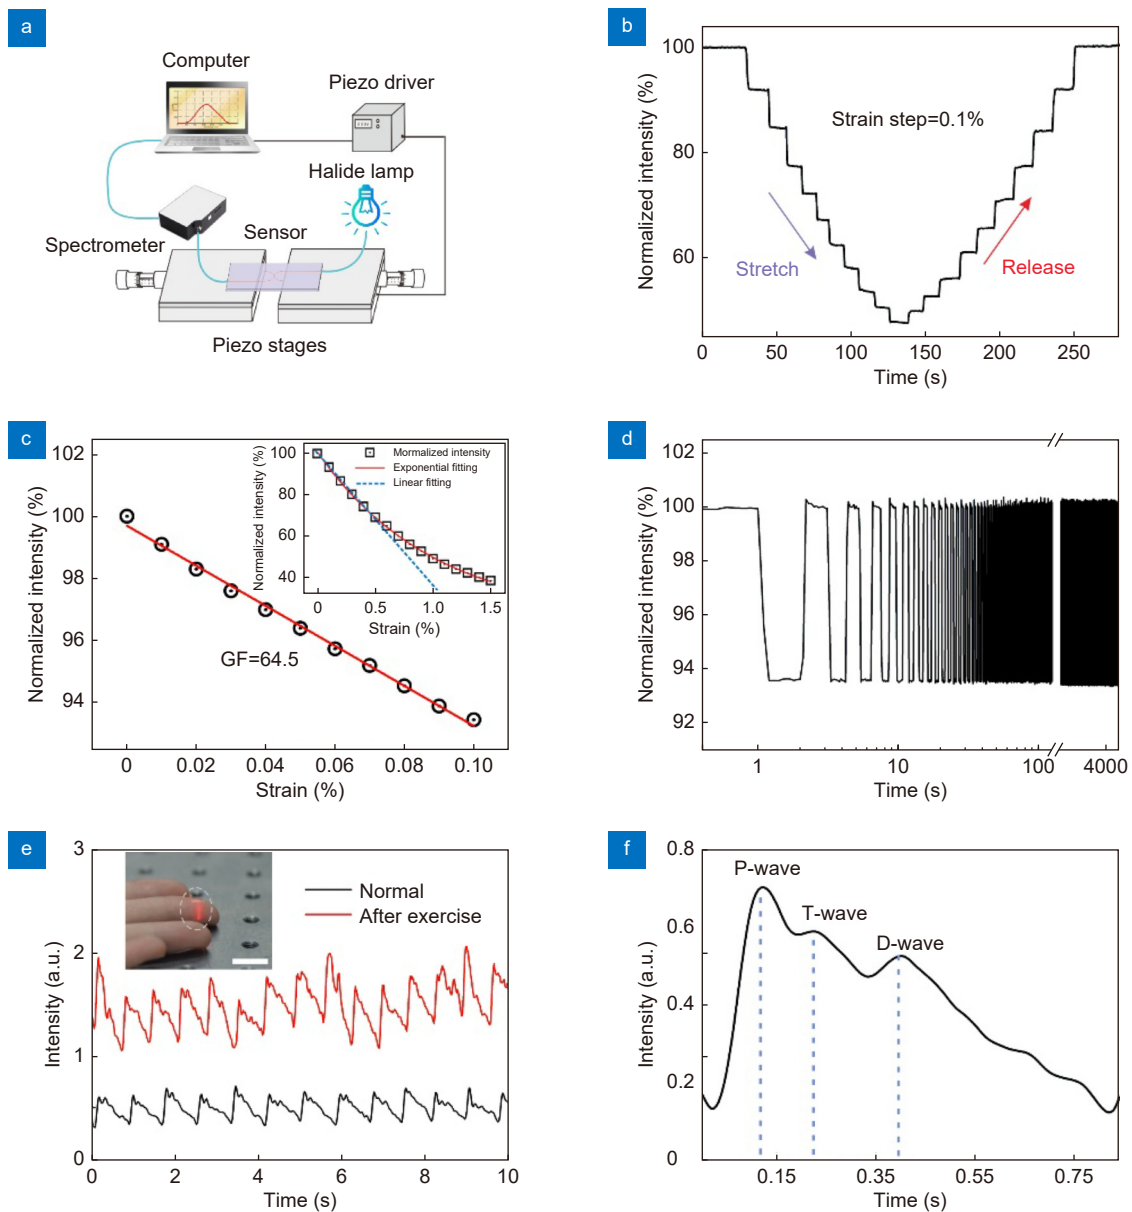 a
Computer
Piezo driver
Halide lamp
Spectrometer
Sensor
Piezo stages
b
Normalized intensity (%)
100
80
60
Strain step=0.1%
Stretch
Release
0 50 100 150 200 250
Time (s)
c
Normalized intensity (%)
102
100
98
96
94
GF=64.5
0 0.02 0.04 0.06 0.08 0.10
Strain (%)
Normalized intensity (%)
100
80
60
40
Mormalized intensity
Exponential fitting
Linear fitting
0 0.5 1.0 1.5
Strain (%)
d
Normalized intensity (%)
102
100
98
96
94
92
1 10 100 4000
Time (s)
e
Intensity (a.u.)
3
2
1
0
Normal
After exercise
0 2 4 6 8 10
Time (s)
f
Intensity (a.u.)
0.8
0.6
0.4
0.2
0
P-wave
T-wave
D-wave
0.15 0.35 0.55 0.75
Time (s)